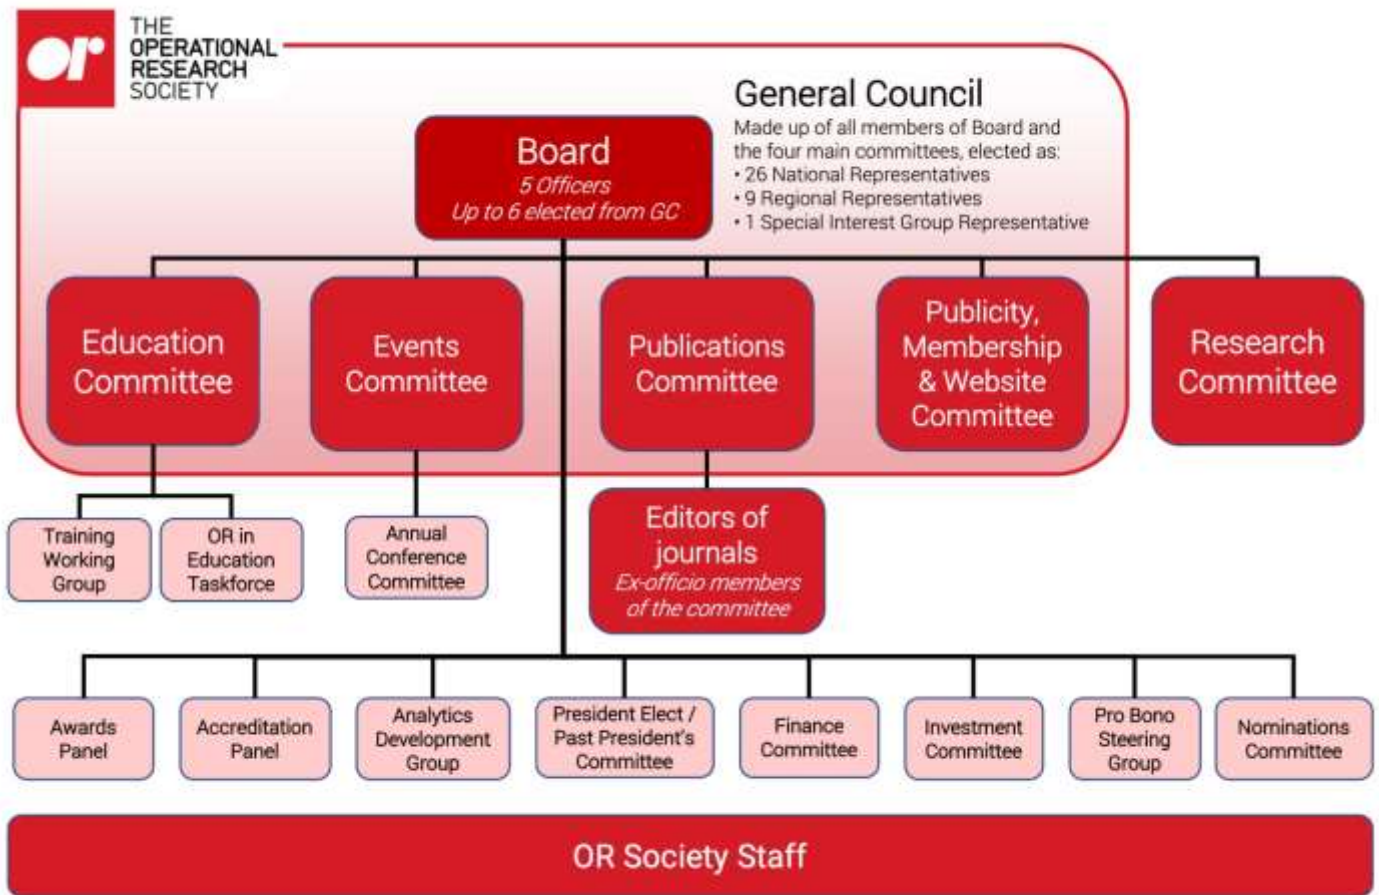 or
THE
OPERATIONAL
RESEARCH
SOCIETY
General Council
Made up of all members of Board and
the four main committees, elected as:
• 26 National Representatives
• 9 Regional Representatives
• 1 Special Interest Group Representative
Board
5 Officers
Up to 6 elected from GC
Education
Committee
Events
Committee
Publications
Committee
Publicity,
Membership
& Website
Committee
Research
Committee
Training
Working
Group
OR in
Education
Taskforce
Annual
Conference
Committee
Editors of
journals
Ex-officio members
of the committee
Awards
Panel
Accreditation
Panel
Analytics
Development
Group
President Elect /
Past President's
Committee
Finance
Committee
Investment
Committee
Pro Bono
Steering
Group
Nominations
Committee
OR Society Staff